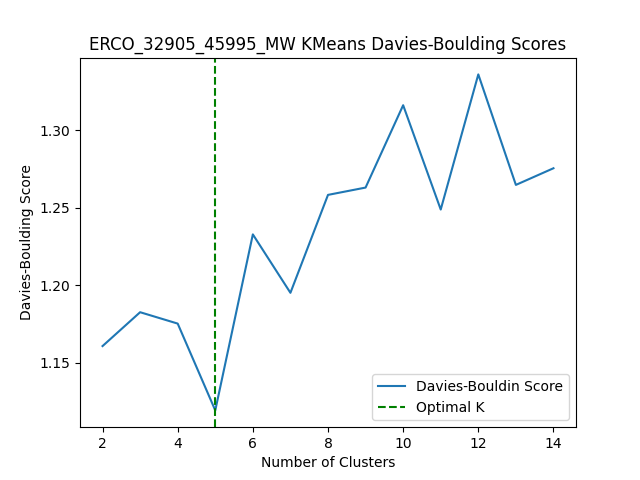 ERCO_32905_45995_MW KMeans Davies-Boulding Scores
Davies-Boulding Score
1.30
1.25
1.20
1.15
Davies-Bouldin Score
Optimal K
2 4 6 8 10 12 14
Number of Clusters